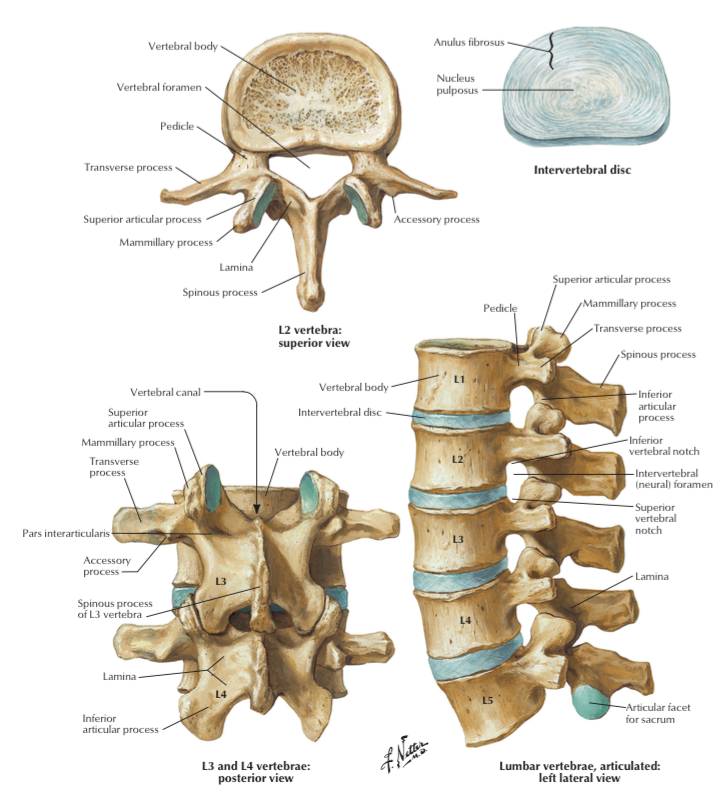 Vertebral body
Vertebral foramen
Pedicle
Transverse process
Superior articular process
Mammillary process
Lamina
Spinous process
Accessory process
L2 vertebra:
superior view
Anulus fibrosus
Nucleus
pulposus
Intervertebral disc
Vertebral canal
Superior
articular process
Mammillary process
Transverse
process
Vertebral body
Pars interarticularis
Accessory
process
L3
Spinous process
of L3 vertebra
Lamina
L4
Inferior
articular process
L3 and L4 vertebrae:
posterior view
Superior articular process
Mammillary process
Pedicle
Transverse process
Spinous process
Vertebral body
L1
Inferior
articular
process
Intervertebral disc
Inferior
vertebral notch
L2
Intervertebral
(neural) foramen
Superior
vertebral
notch
L3
Lamina
L4
L5
Articular facet
for sacrum
F. Netter
M.D.
Lumbar vertebrae, articulated:
left lateral view